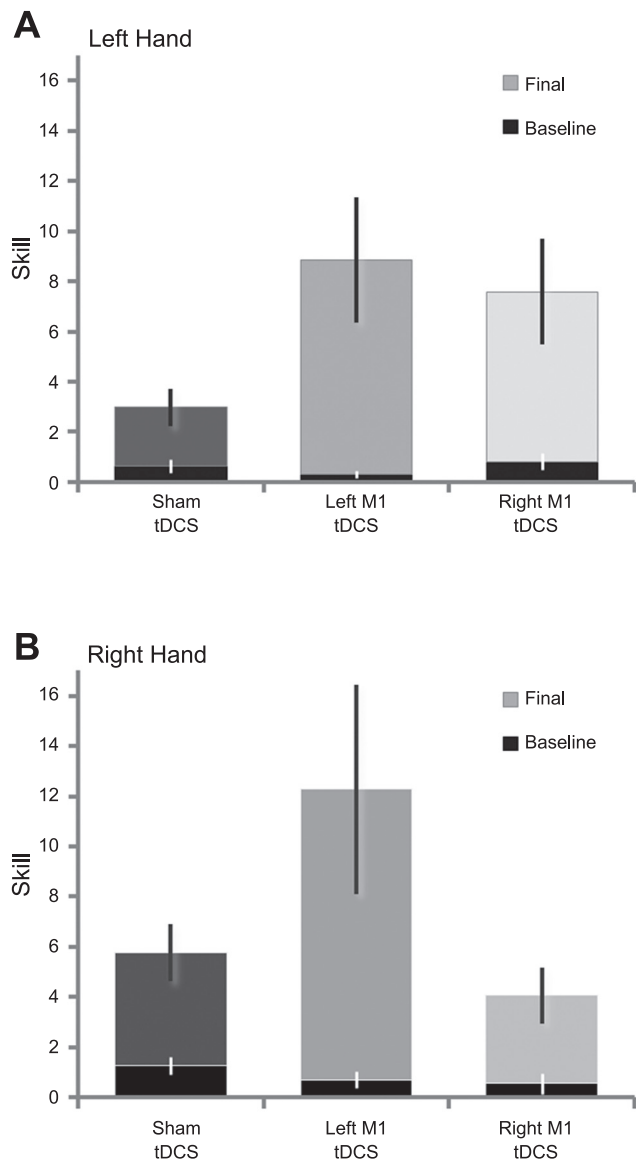 A
Left Hand
16
14
12
10
8
6
4
2
0
Skill
Final
Baseline
Sham
tDCS
Left M1
tDCS
Right M1
tDCS
B
Right Hand
16
14
12
10
8
6
4
2
0
Skill
Final
Baseline
Sham
tDCS
Left M1
tDCS
Right M1
tDCS